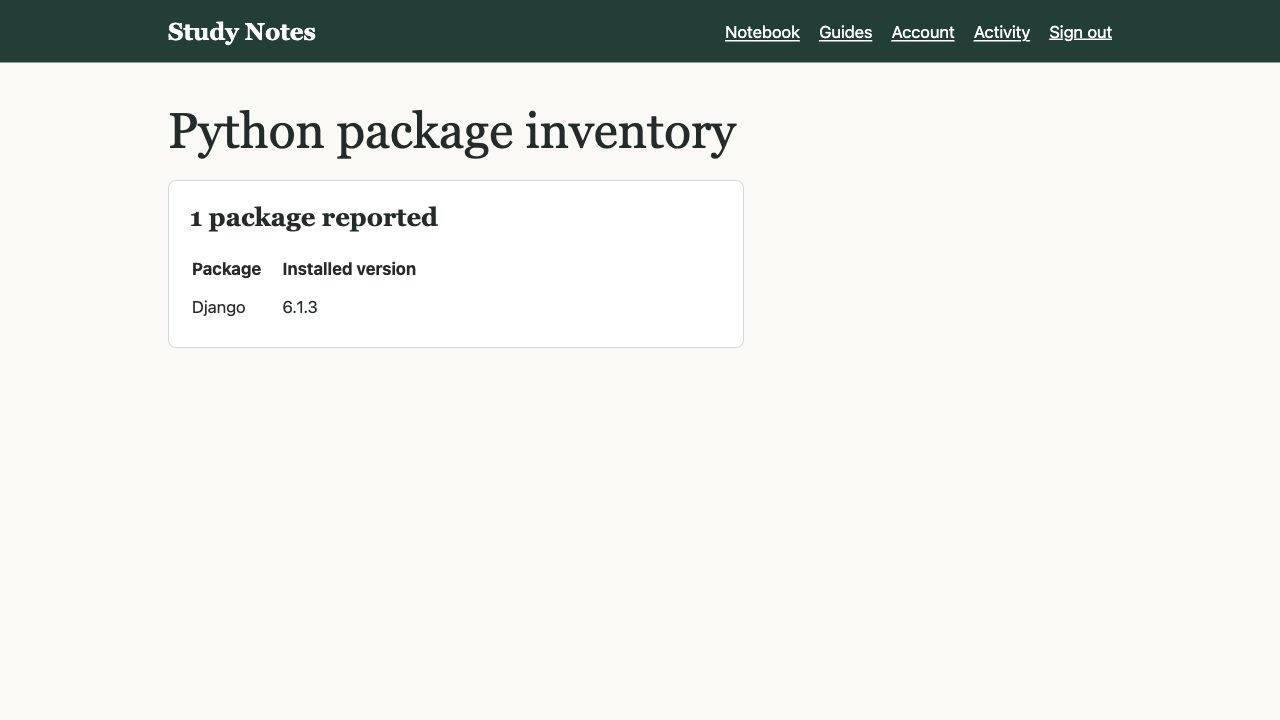 Study Notes
Notebook Guides Account Activity Sign out
Python package inventory
1 package reported
Package Installed version
Django 6.1.3